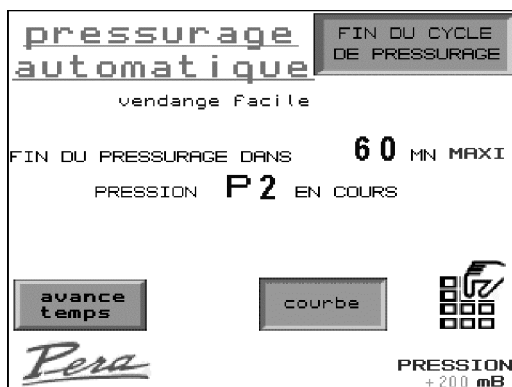 pressurage
automatique
FIN DU CYCLE
DE PRESSURAGE
vendange facile
FIN DU PRESSURAGE DANS 60 MN MAXI
PRESSION P2 EN COURS
avance
temps
courbe
Pera
PRESSION
+200 mB